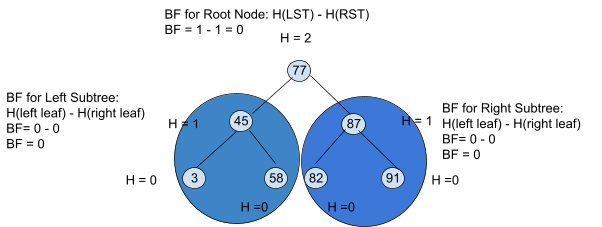 BF for Root Node: H(LST) - H(RST)
BF = 1 - 1 = 0
H = 2
77
BF for Left Subtree:
H(left leaf) - H(right leaf)
BF= 0 - 0
BF = 0
H = 1
45
87
H = 1
BF for Right Subtree:
H(left leaf) - H(right leaf)
BF= 0 - 0
BF = 0
H = 0
3
58
82
91
H =0
H =0
H =0